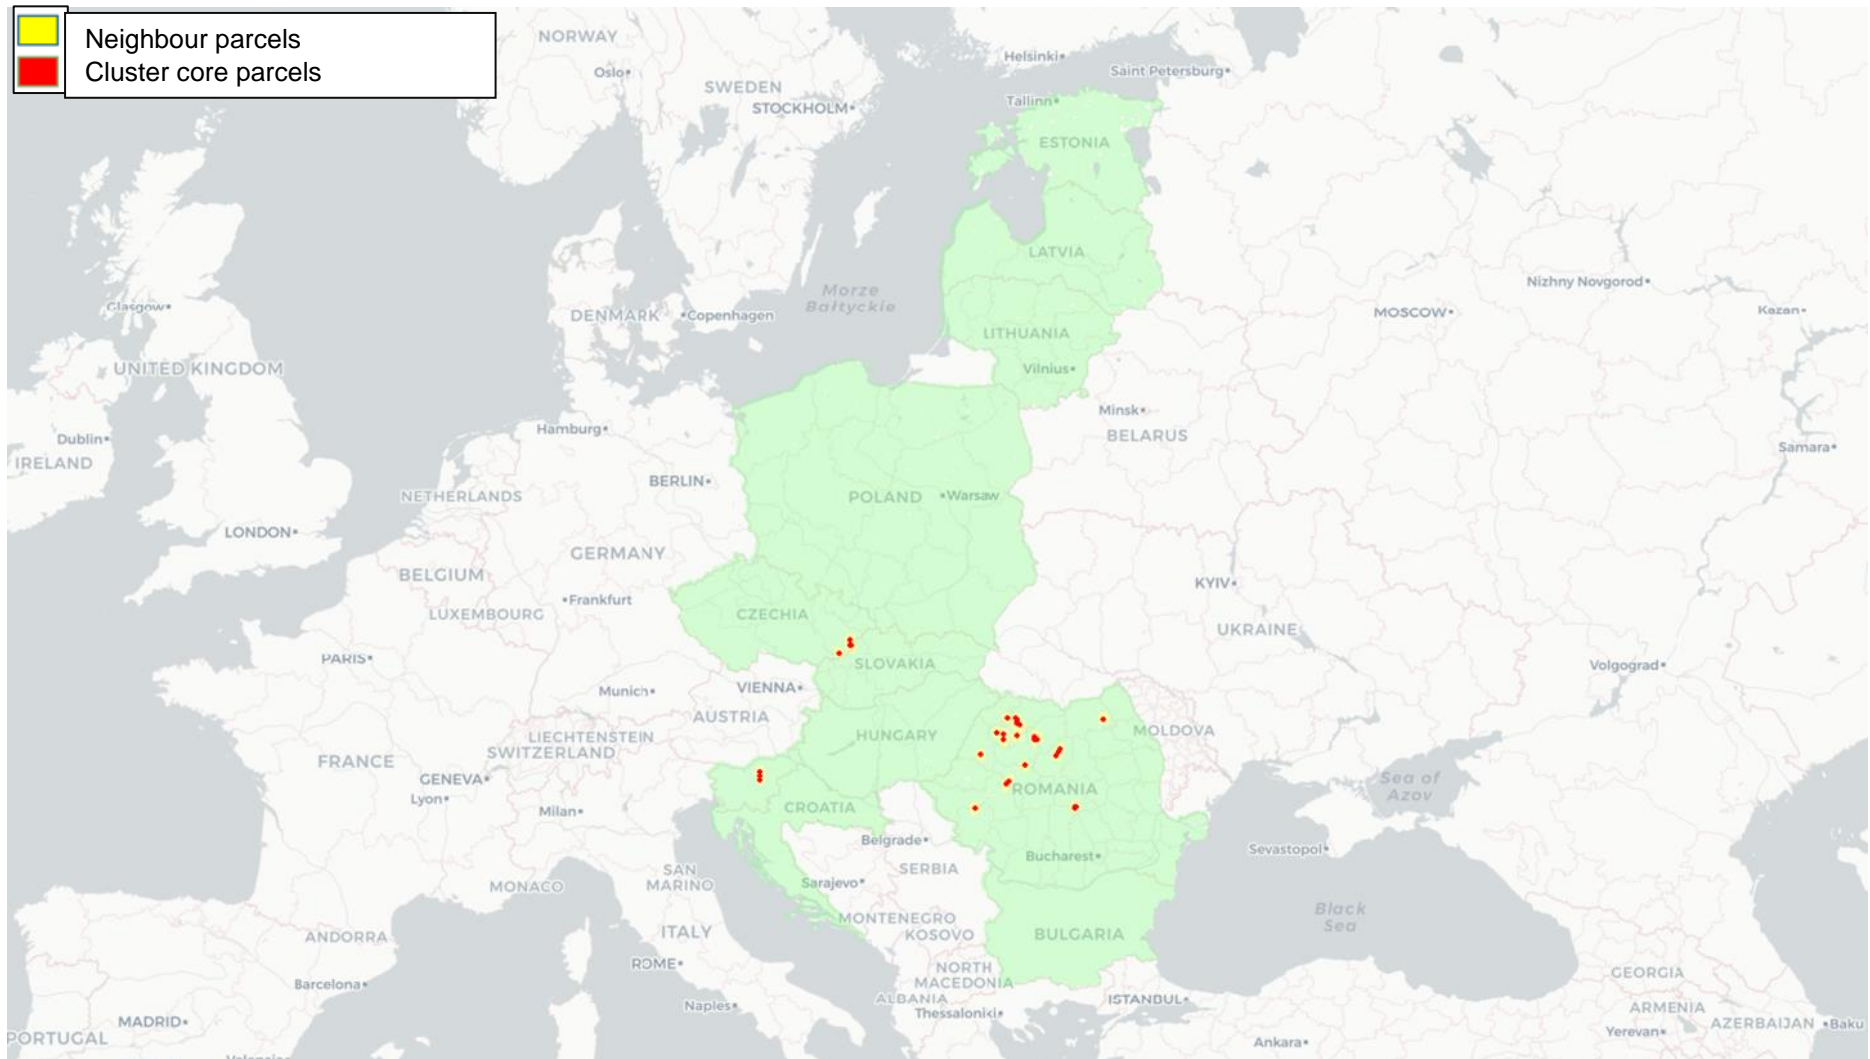 Neighbour parcels
Cluster core parcels
NORWAY
Oslo
SWEDEN
STOCKHOLM
Helsinki
Saint Petersburg
Tallinn
ESTONIA
LATVIA
Glasgow
DENMARK
Copenhagen
Morze
Bałtyckie
LITHUANIA
Vilnius
Nizhny Novgorod
MOSCOW
Kazan
UNITED KINGDOM
Dublin
IRELAND
Hamburg
Minsk
BELARUS
Samara
NETHERLANDS
BERLIN
POLAND
Warsaw
LONDON
GERMANY
BELGIUM
Frankfurt
LUXEMBOURG
CZECHIA
KYIV
UKRAINE
PARIS
SLOVAKIA
Volgograd
Munich
VIENNA
AUSTRIA
LIECHTENSTEIN
SWITZERLAND
HUNGARY
MOLDOVA
FRANCE
GENEVA
Lyon
Milan
CROATIA
ROMANIA
Sea of
Azov
Belgrade
SERBIA
Bucharest
Sevastopol
SAN
MARINO
MONACO
Sarajevo
MONTENEGRO
KOSOVO
BULGARIA
Black
Sea
ANDORRA
ITALY
ROME
NORTH
MACEDONIA
Barcelona
Naples
ALBANIA
Thessaloniki
ISTANBUL
GEORGIA
ARMENIA
MADRID
PORTUGAL
Ankara
Yerevan
AZERBAIJAN
Baku